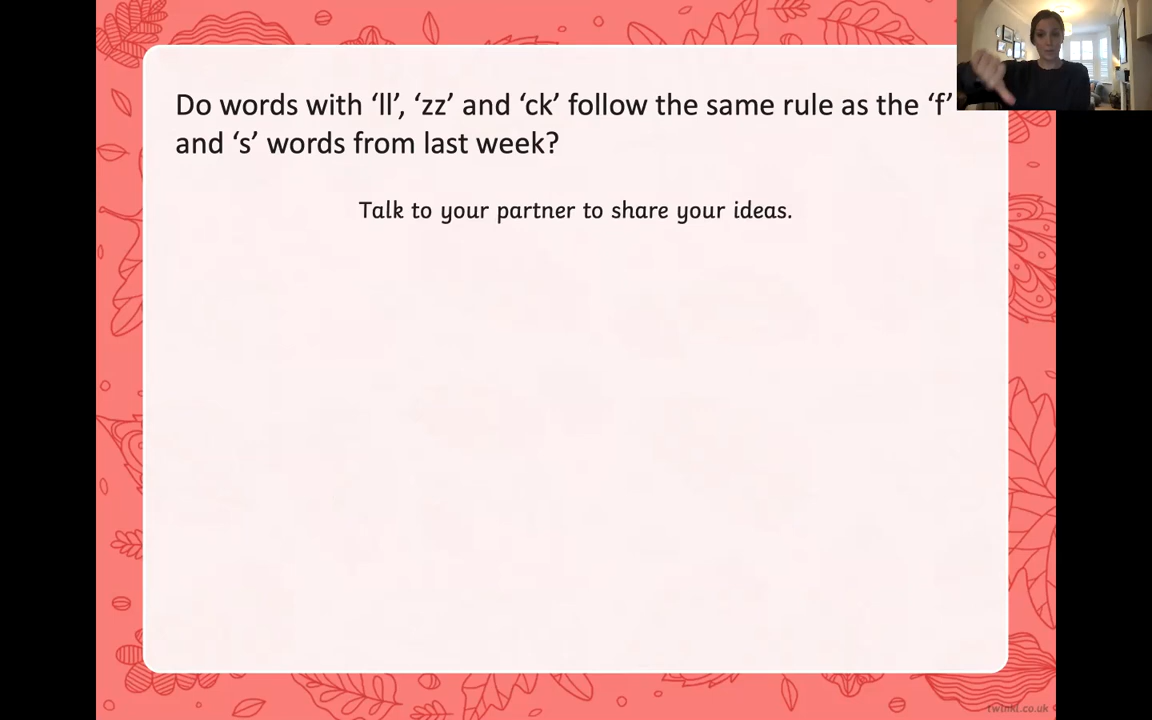 Do words with ‘ll’, ‘zz’ and ‘ck’ follow the same rule as the ‘f’
and ‘s’ words from last week?
Talk to your partner to share your ideas.
twinkl.co.uk